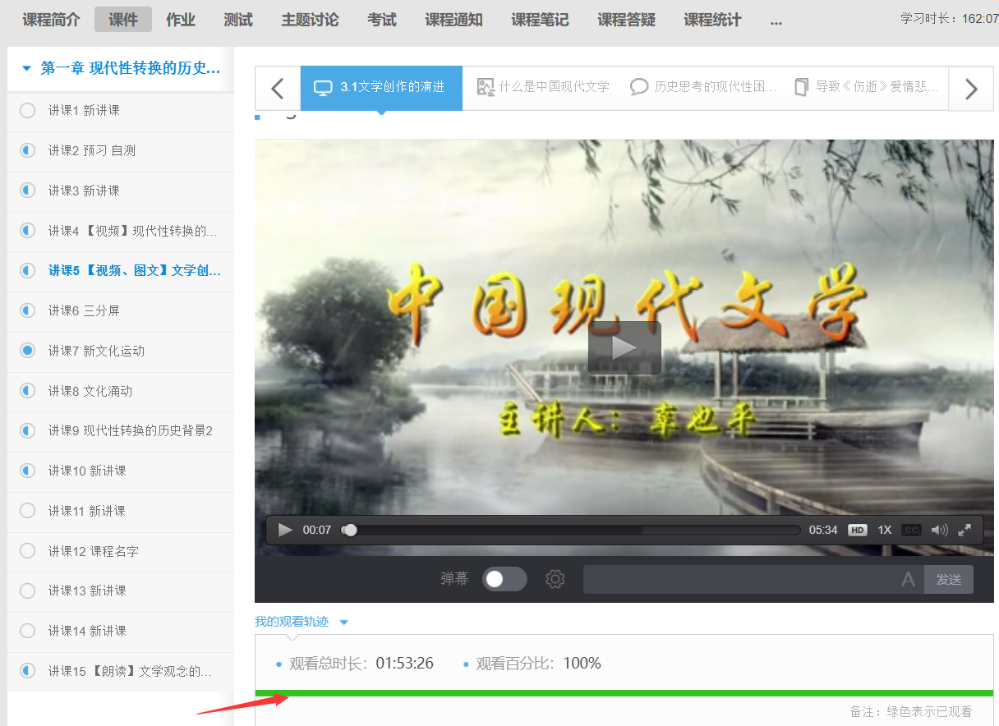 课程简介 课件 作业 测试 主题讨论 考试 课程通知 课程笔记 课程答疑 课程统计 ... 学习时长：162:07
第一章 现代性转换的历史...
讲课1 新讲课
讲课2 预习 自测
讲课3 新讲课
讲课4 【视频】现代性转换的...
讲课5 【视频、图文】文学创...
讲课6 三分屏
讲课7 新文化运动
讲课8 文化涌动
讲课9 现代性转换的历史背景2
讲课10 新讲课
讲课11 新讲课
讲课12 课程名字
讲课13 新讲课
讲课14 新讲课
讲课15 【朗读】文学观念的...
3.1文学创作的演进 什么是中国现代文学 历史思考的现代性困... 导致《伤逝》爱情悲...
中国现代文学
主讲人：辜也平
00:07 05:34 HD 1X CC
弹幕 A 发送
我的观看轨迹
观看总时长：01:53:26 观看百分比：100%
备注：绿色表示已观看